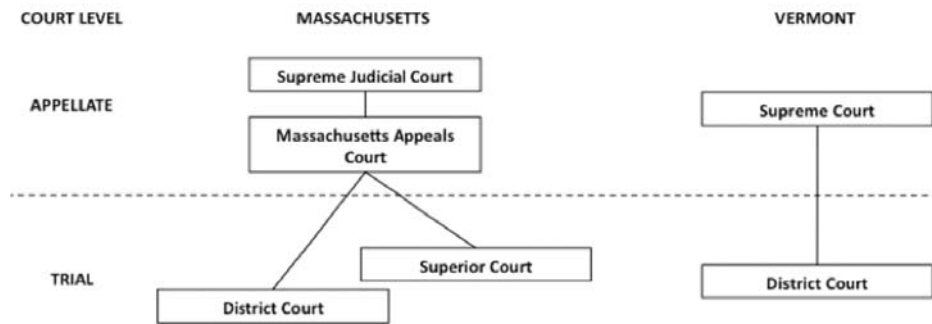 COURT LEVEL
MASSACHUSETTS
VERMONT
APPELLATE
Supreme Judicial Court
Massachusetts Appeals
Court
Supreme Court
TRIAL
Superior Court
District Court
District Court